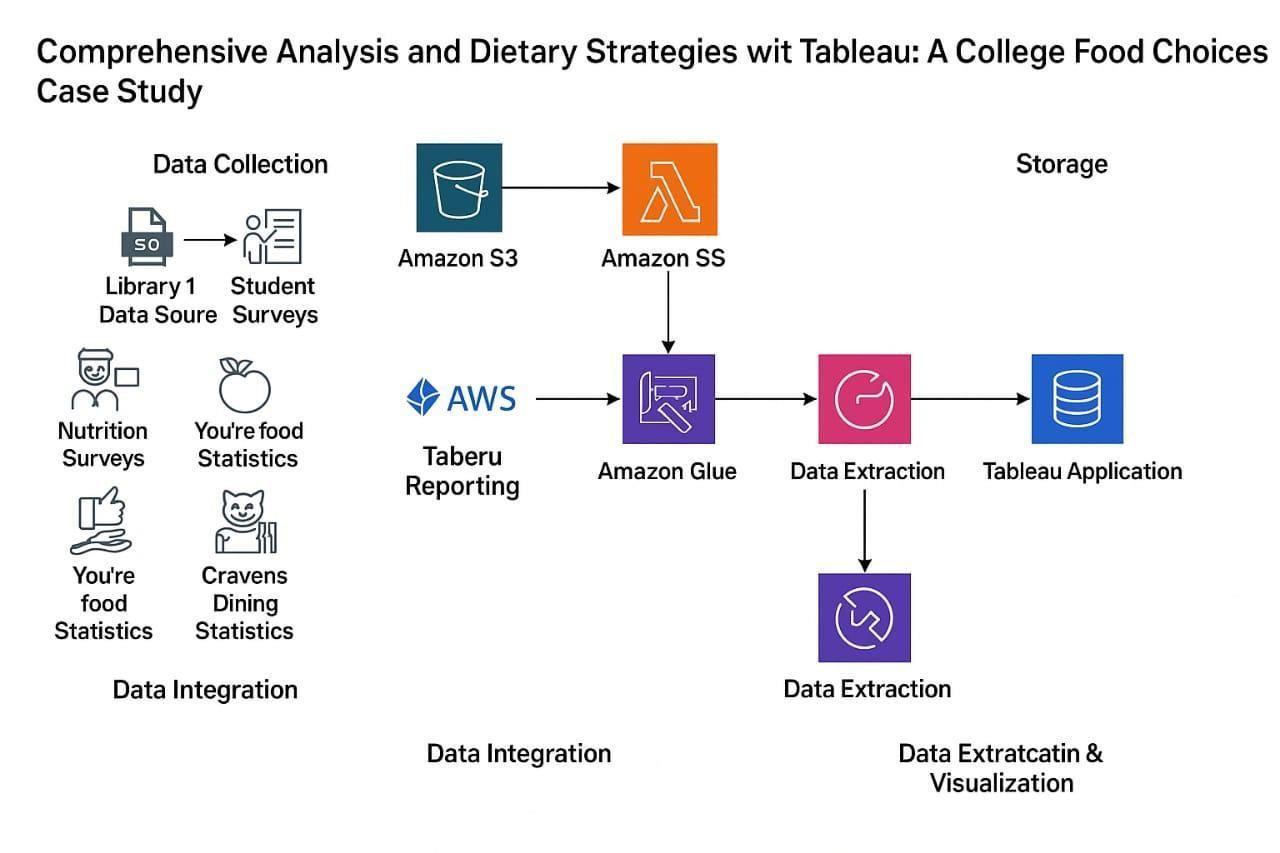 Comprehensive Analysis and Dietary Strategies wit Tableau: A College Food Choices
Case Study
Data Collection
Storage
SO
Library 1
Data Soure
Student
Surveys
Amazon S3
Amazon SS
Nutrition
Surveys
You're food
Statistics
AWS
Taberu
Reporting
Amazon Glue
Data Extraction
Tableau Application
You're
food
Statistics
Cravens
Dining
Statistics
Data Extraction
Data Integration
Data Integration
Data Extratcatin &
Visualization